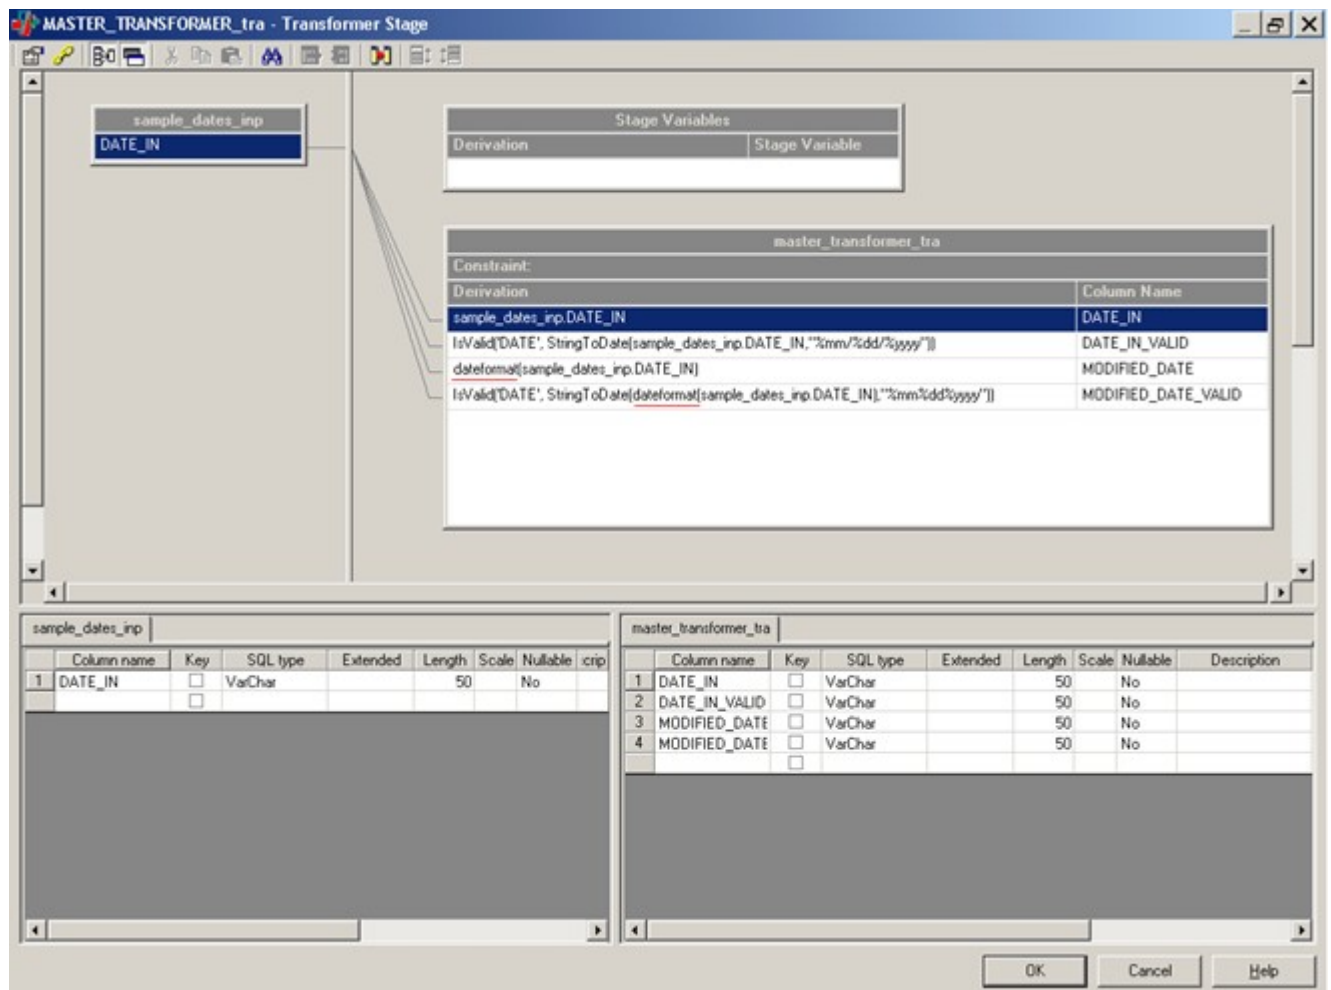 MASTER_TRANSFORMER_tra - Transformer Stage
sample_dates_inp
DATE_IN
Stage Variables
Derivation Stage Variable
master_transformer_tra
Constraint:
Derivation Column Name
sample_dates_inp.DATE_IN DATE_IN
IsValid('DATE', StringToDate(sample_dates_inp.DATE_IN,"%mm/%dd/%yyyy")) DATE_IN_VALID
dateformat(sample_dates_inp.DATE_IN) MODIFIED_DATE
IsValid('DATE', StringToDate(dateformat(sample_dates_inp.DATE_IN),"%mm%dd%yyyy")) MODIFIED_DATE_VALID
sample_dates_inp
Column name Key SQL type Extended Length Scale Nullable crip
1 DATE_IN VarChar 50 No
master_transformer_tra
Column name Key SQL type Extended Length Scale Nullable Description
1 DATE_IN VarChar 50 No
2 DATE_IN_VALID VarChar 50 No
3 MODIFIED_DATE VarChar 50 No
4 MODIFIED_DATE VarChar 50 No
OK Cancel Help